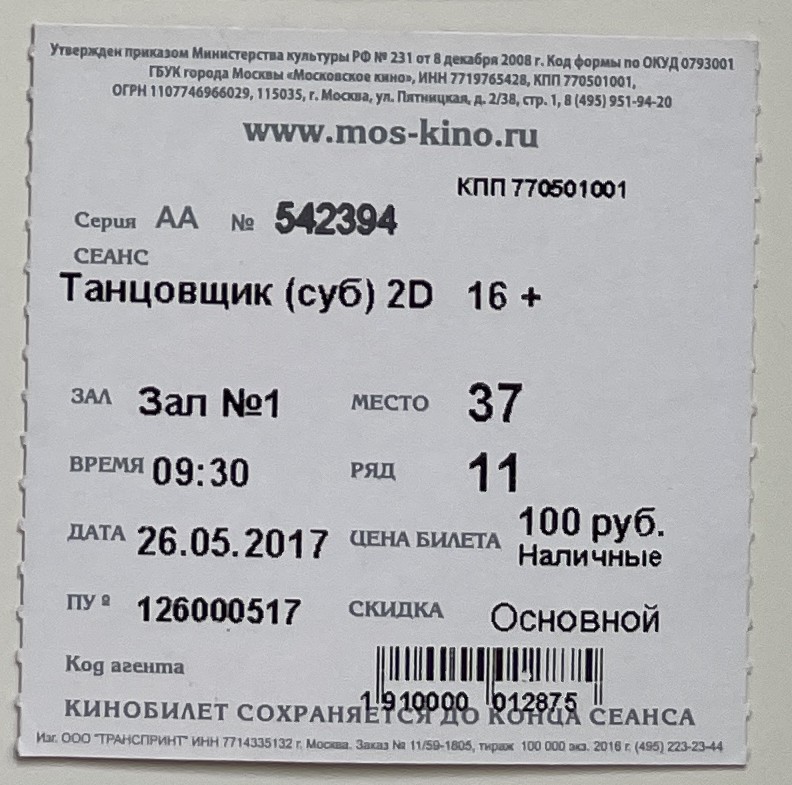 Утвержден приказом Министерства культуры РФ № 231 от 8 декабря 2008 г. Код формы по ОКУД 0793001
ГБУК города Москвы «Московское кино», ИНН 7719765428, КПП 770501001,
ОГРН 1107746966029, 115035, г. Москва, ул. Пятницкая, д. 2/38, стр. 1, 8 (495) 951-94-20
www.mos-kino.ru
КПП 770501001
Серия АА № 542394
СЕАНС
Танцовщик (суб) 2D 16 +
ЗАЛ Зал №1 МЕСТО 37
ВРЕМЯ 09:30 РЯД 11
ДАТА 26.05.2017 ЦЕНА БИЛЕТА 100 руб.
Наличные
ПУ º 126000517 СКИДКА Основной
Код агента
1 910000 012875
КИНОБИЛЕТ СОХРАНЯЕТСЯ ДО КОНЦА СЕАНСА
Изг. ООО "ТРАНСПРИНТ" ИНН 7714335132 г. Москва. Заказ № 11/59-1805, тираж 100 000 экз. 2016 г. (495) 223-23-44